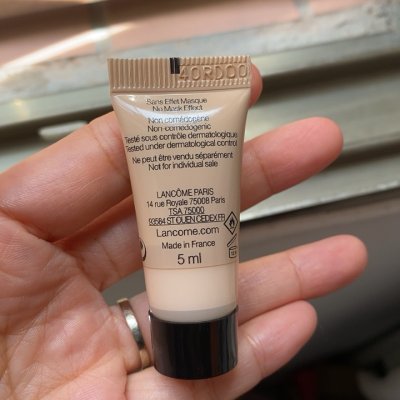 40RD00
Sans Effet Masque
No Mask Effect
Non comédogène
Non-comedogenic
Testé sous contrôle dermatologique
Tested under dermatological control
Ne peut être vendu séparément
Not for individual sale
LANCÔME PARIS
14 rue Royale 75008 Paris
TSA 75000
93584 ST OUEN CEDEX FR
Lancome.com
Made in France
5 ml